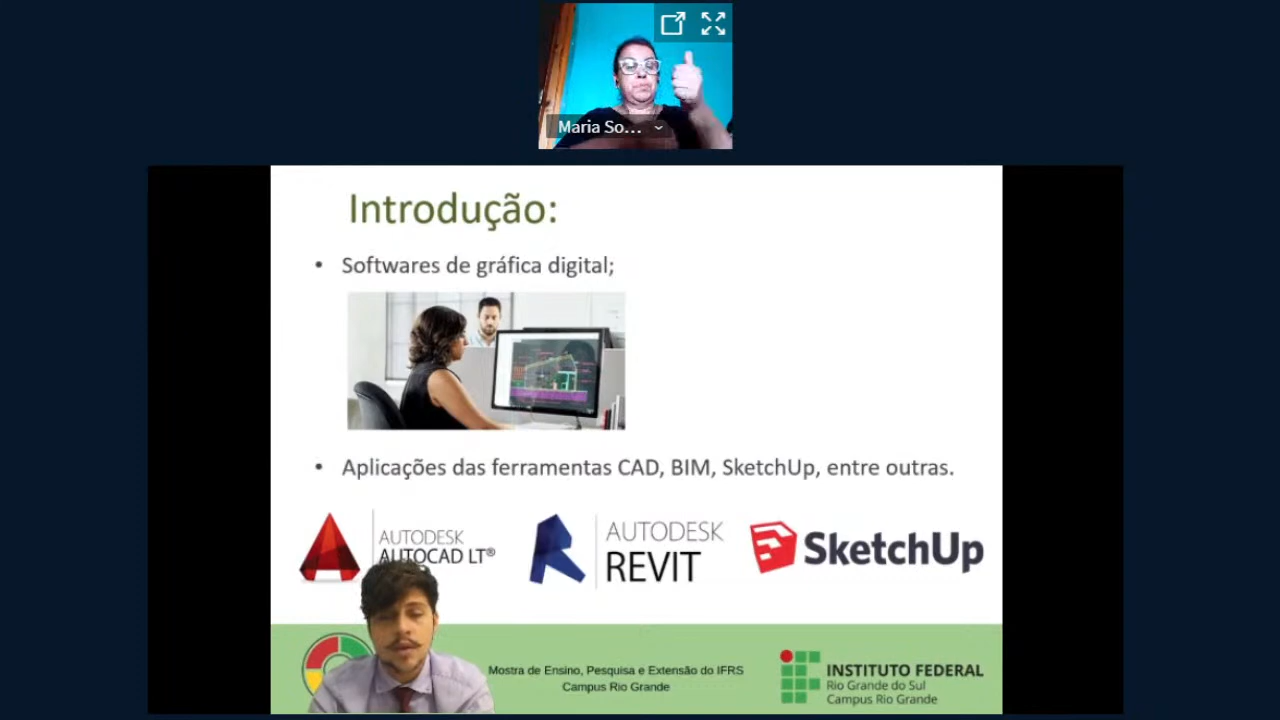 Maria So...
Introdução:
• Softwares de gráfica digital;
• Aplicações das ferramentas CAD, BIM, SketchUp, entre outras.
AUTODESK
AUTOCAD LT®
AUTODESK
REVIT
SketchUp
Mostra de Ensino, Pesquisa e Extensão do IFRS
Campus Rio Grande
INSTITUTO FEDERAL
Rio Grande do Sul
Campus Rio Grande